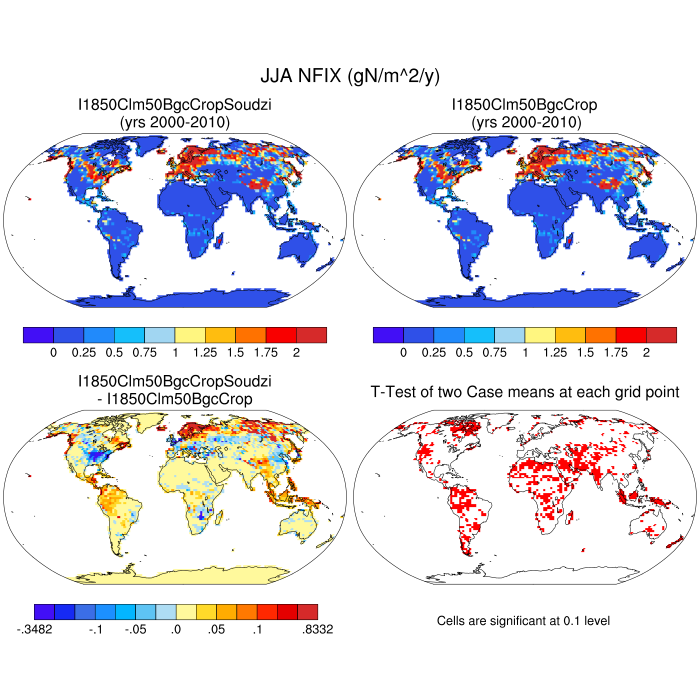 JJA NFIX (gN/m^2/y)
I1850Clm50BgcCropSoudzi
(yrs 2000-2010)
I1850Clm50BgcCrop
(yrs 2000-2010)
0 0.25 0.5 0.75 1 1.25 1.5 1.75 2
0 0.25 0.5 0.75 1 1.25 1.5 1.75 2
I1850Clm50BgcCropSoudzi
- I1850Clm50BgcCrop
T-Test of two Case means at each grid point
-.3482 -.1 -.05 .0 .05 .1 .8332
Cells are significant at 0.1 level